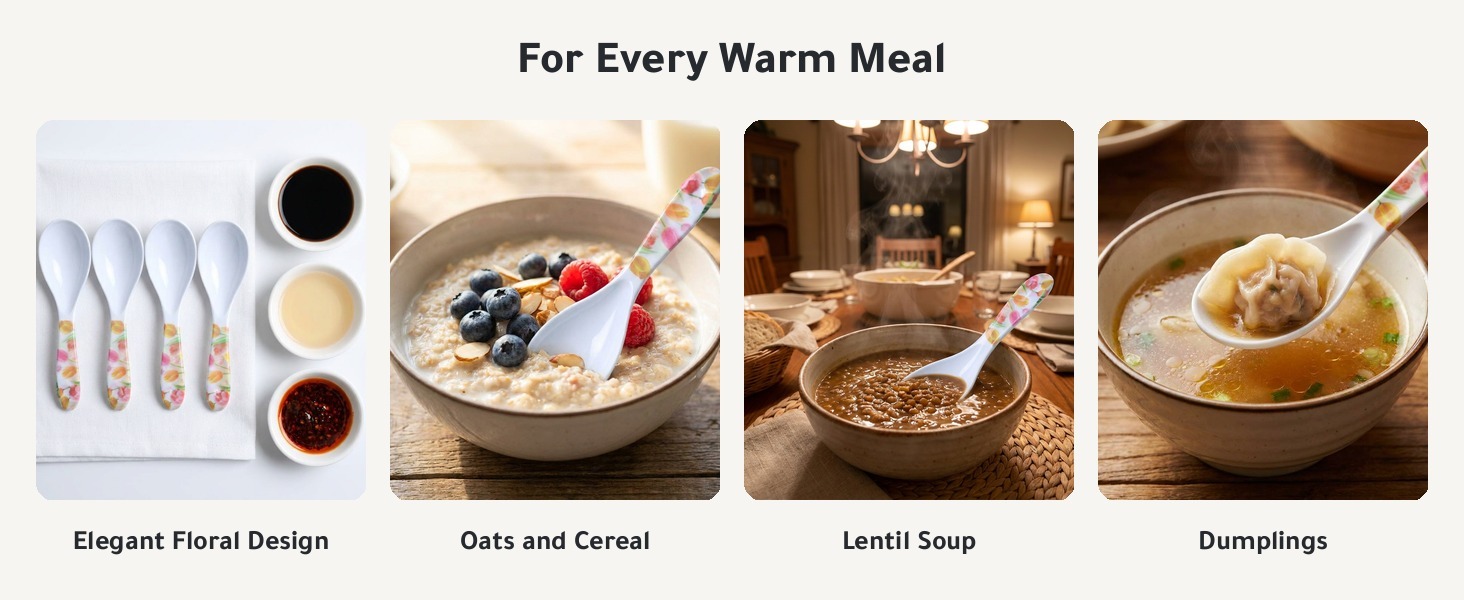 For Every Warm Meal
Elegant Floral Design
Oats and Cereal
Lentil Soup
Dumplings